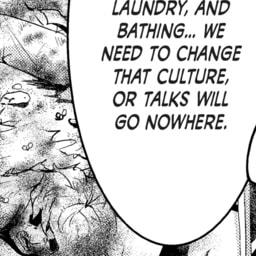 LAUNDRY, AND
BATHING... WE
NEED TO CHANGE
THAT CULTURE,
OR TALKS WILL
GO NOWHERE.